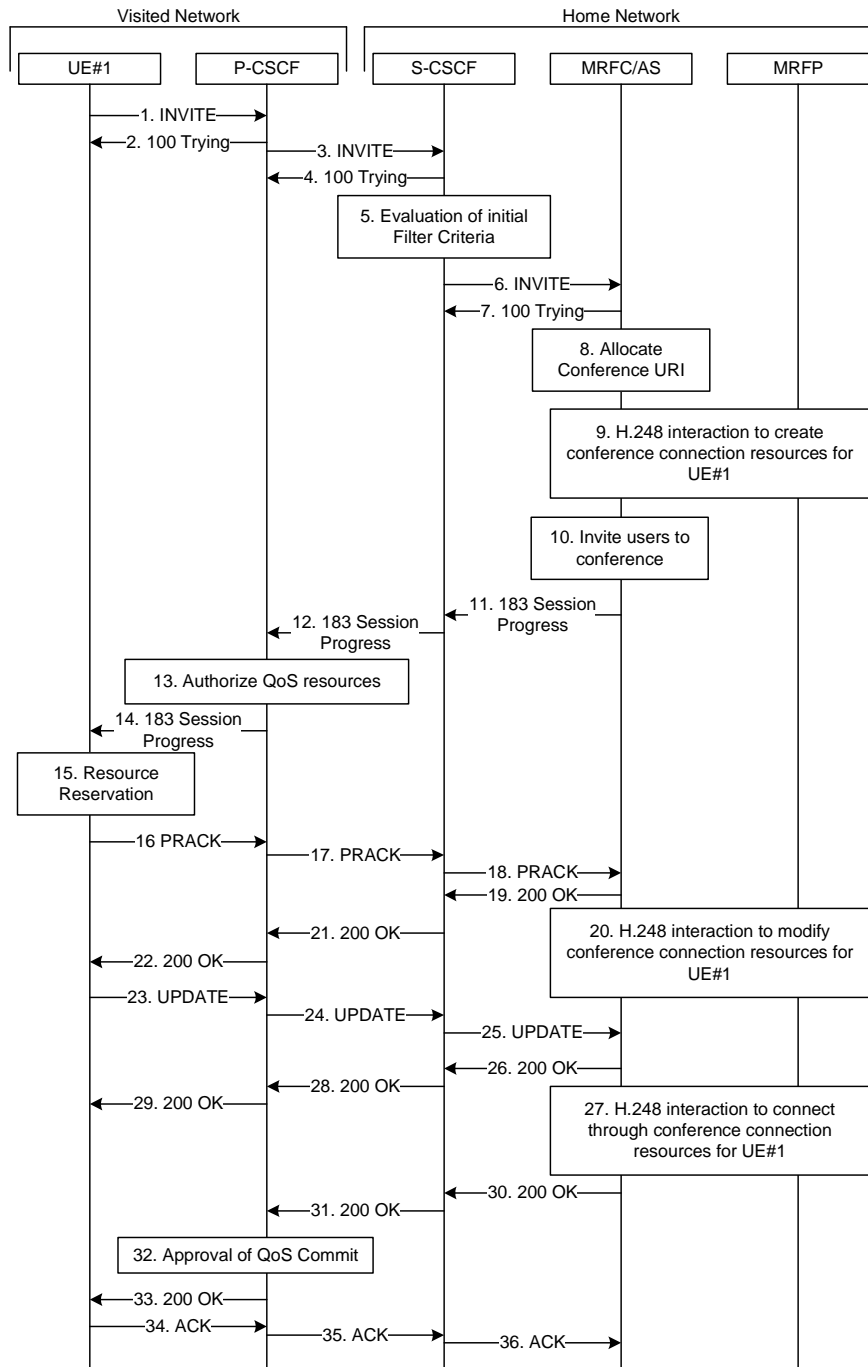 Visited Network
Home Network
UE#1
P-CSCF
S-CSCF
MRFC/AS
MRFP
1. INVITE
2. 100 Trying
3. INVITE
4. 100 Trying
5. Evaluation of initial
Filter Criteria
6. INVITE
7. 100 Trying
8. Allocate
Conference URI
9. H.248 interaction to create
conference connection resources for
UE#1
10. Invite users to
conference
11. 183 Session
Progress
12. 183 Session
Progress
13. Authorize QoS resources
14. 183 Session
Progress
15. Resource
Reservation
16 PRACK
17. PRACK
18. PRACK
19. 200 OK
20. H.248 interaction to modify
conference connection resources for
UE#1
21. 200 OK
22. 200 OK
23. UPDATE
24. UPDATE
25. UPDATE
26. 200 OK
27. H.248 interaction to connect
through conference connection
resources for UE#1
28. 200 OK
29. 200 OK
30. 200 OK
31. 200 OK
32. Approval of QoS Commit
33. 200 OK
34. ACK
35. ACK
36. ACK